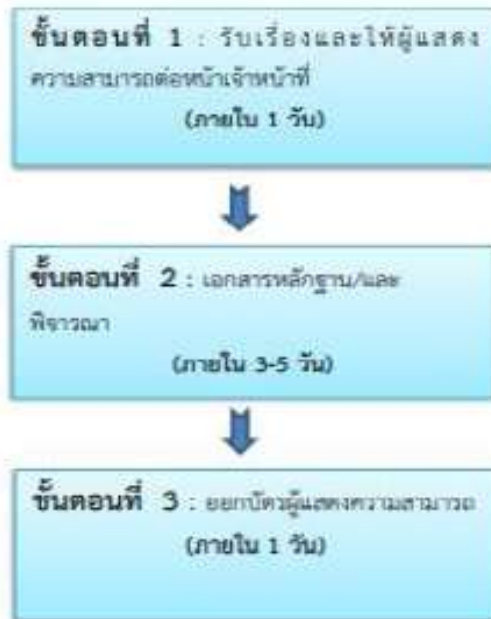 ขั้นตอนที่ 1 : รับเรื่องและให้ผู้แสดง
ความสามารถต่อหน้าเจ้าหน้าที่
(ภายใน 1 วัน)
ขั้นตอนที่ 2 : เอกสารหลักฐาน/และ
พิจารณา
(ภายใน 3-5 วัน)
ขั้นตอนที่ 3 : ออกบัตรผู้แสดงความสามารถ
(ภายใน 1 วัน)